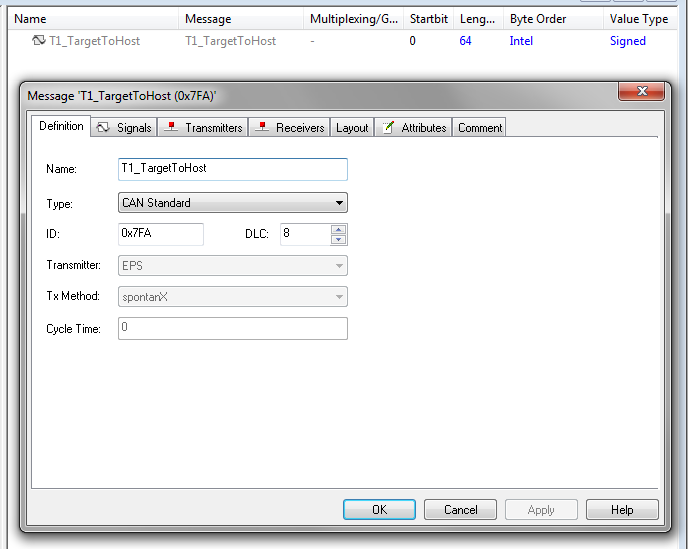 Name Message Multiplexing/G... Startbit Leng... Byte Order Value Type
T1_TargetToHost T1_TargetToHost - 0 64 Intel Signed
Message 'T1_TargetToHost (0x7FA)'
Definition Signals Transmitters Receivers Layout Attributes Comment
Name: T1_TargetToHost
Type: CAN Standard
ID: 0x7FA DLC: 8
Transmitter: EPS
Tx Method: spontanX
Cycle Time: 0
OK Cancel Apply Help